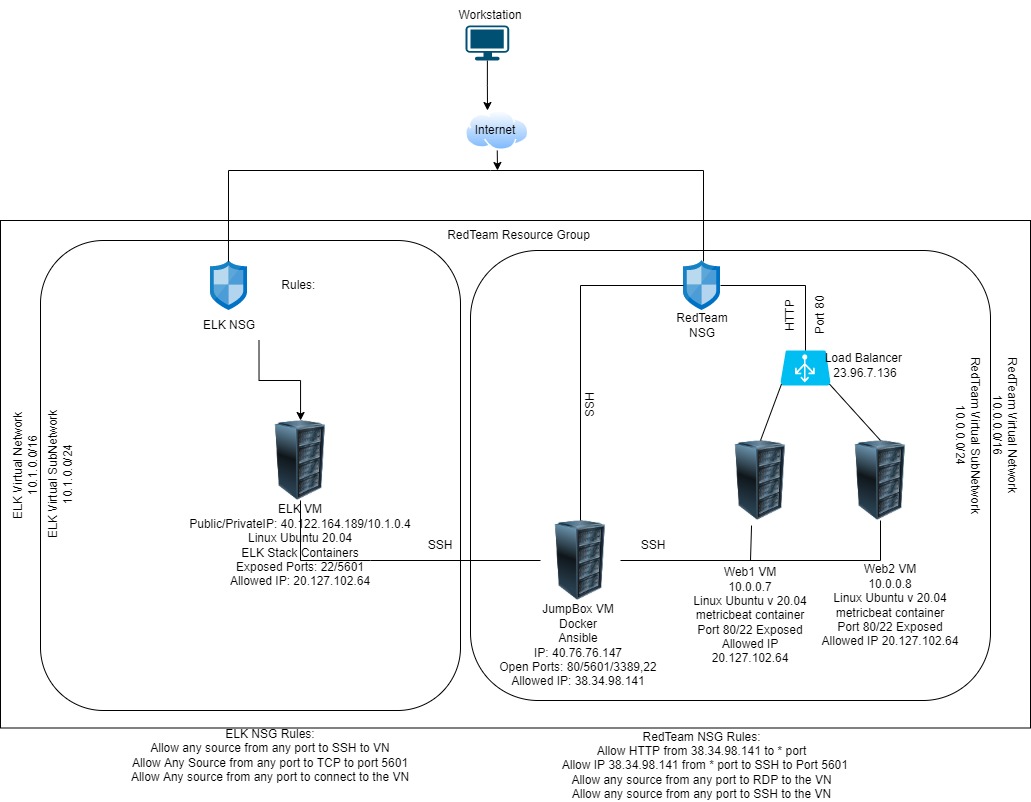 Workstation
Internet
RedTeam Resource Group
Rules:
ELK NSG
RedTeam
NSG
HTTP
Port 80
Load Balancer
23.96.7.136
SSH
ELK Virtual Network
10.1.0.0/16
ELK Virtual SubNetwork
10.1.0.0/24
RedTeam Virtual SubNetwork
10.0.0.0/24
RedTeam Virtual Network
10.0.0.0/16
ELK VM
Public/PrivateIP: 40.122.164.189/10.1.0.4
Linux Ubuntu 20.04
ELK Stack Containers
Exposed Ports: 22/5601
Allowed IP: 20.127.102.64
SSH
SSH
JumpBox VM
Docker
Ansible
IP: 40.76.76.147
Open Ports: 80/5601/3389,22
Allowed IP: 38.34.98.141
Web1 VM
10.0.0.7
Linux Ubuntu v 20.04
metricbeat container
Port 80/22 Exposed
Allowed IP
20.127.102.64
Web2 VM
10.0.0.8
Linux Ubuntu v 20.04
metricbeat container
Port 80/22 Exposed
Allowed IP 20.127.102.64
ELK NSG Rules:
Allow any source from any port to SSH to VN
Allow Any Source from any port to TCP to port 5601
Allow Any source from any port to connect to the VN
RedTeam NSG Rules:
Allow HTTP from 38.34.98.141 to * port
Allow IP 38.34.98.141 from * port to SSH to Port 5601
Allow any source from any port to RDP to the VN
Allow any source from any port to SSH to the VN